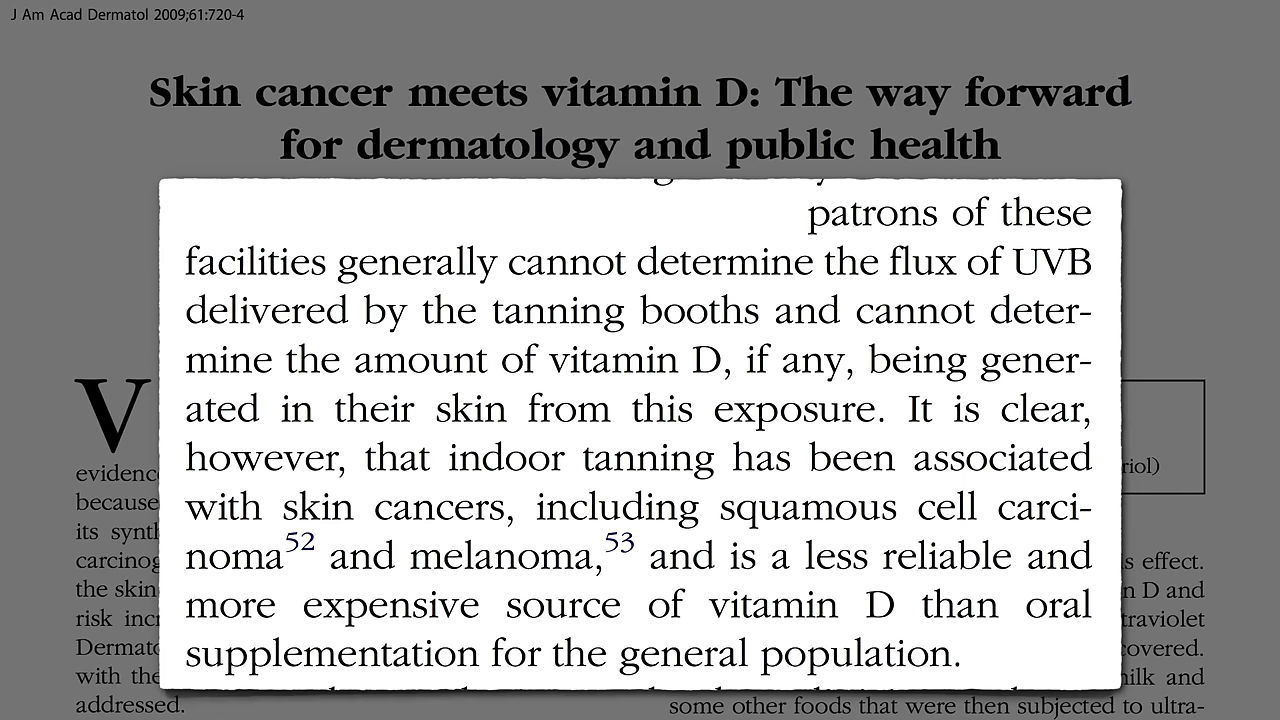 J Am Acad Dermatol 2009;61:720-4
Skin cancer meets vitamin D: The way forward
for dermatology and public health
patrons of these
facilities generally cannot determine the flux of UVB
delivered by the tanning booths and cannot deter-
mine the amount of vitamin D, if any, being gener-
ated in their skin from this exposure. It is clear,
however, that indoor tanning has been associated
with skin cancers, including squamous cell carci-
noma52 and melanoma,53 and is a less reliable and
more expensive source of vitamin D than oral
supplementation for the general population.
V
evidenc
because
its synt
carcinog
the skin
risk inc
Dermato
with the
addressed.
riol)
s effect.
n D and
traviolet
covered.
nilk and
some other foods that were then subjected to ultra-